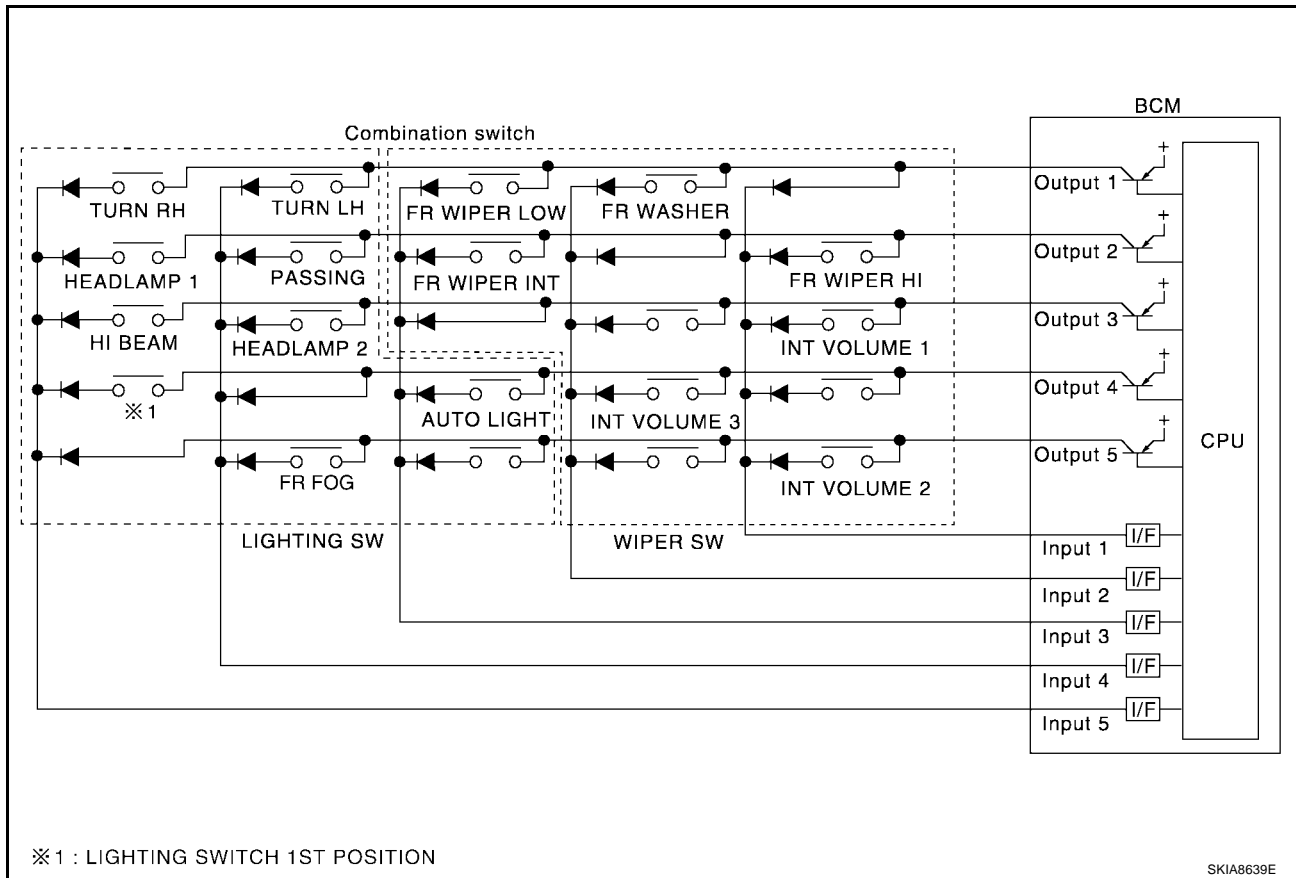 BCM
Combination switch
Output 1
TURN RH
TURN LH
FR WIPER LOW
FR WASHER
Output 2
HEADLAMP 1
PASSING
FR WIPER INT
FR WIPER HI
Output 3
HI BEAM
HEADLAMP 2
INT VOLUME 1
Output 4
※1
AUTO LIGHT
INT VOLUME 3
CPU
Output 5
FR FOG
INT VOLUME 2
LIGHTING SW
WIPER SW
Input 1
I/F
Input 2
I/F
Input 3
I/F
Input 4
I/F
Input 5
I/F
※1 : LIGHTING SWITCH 1ST POSITION
SKIA8639E